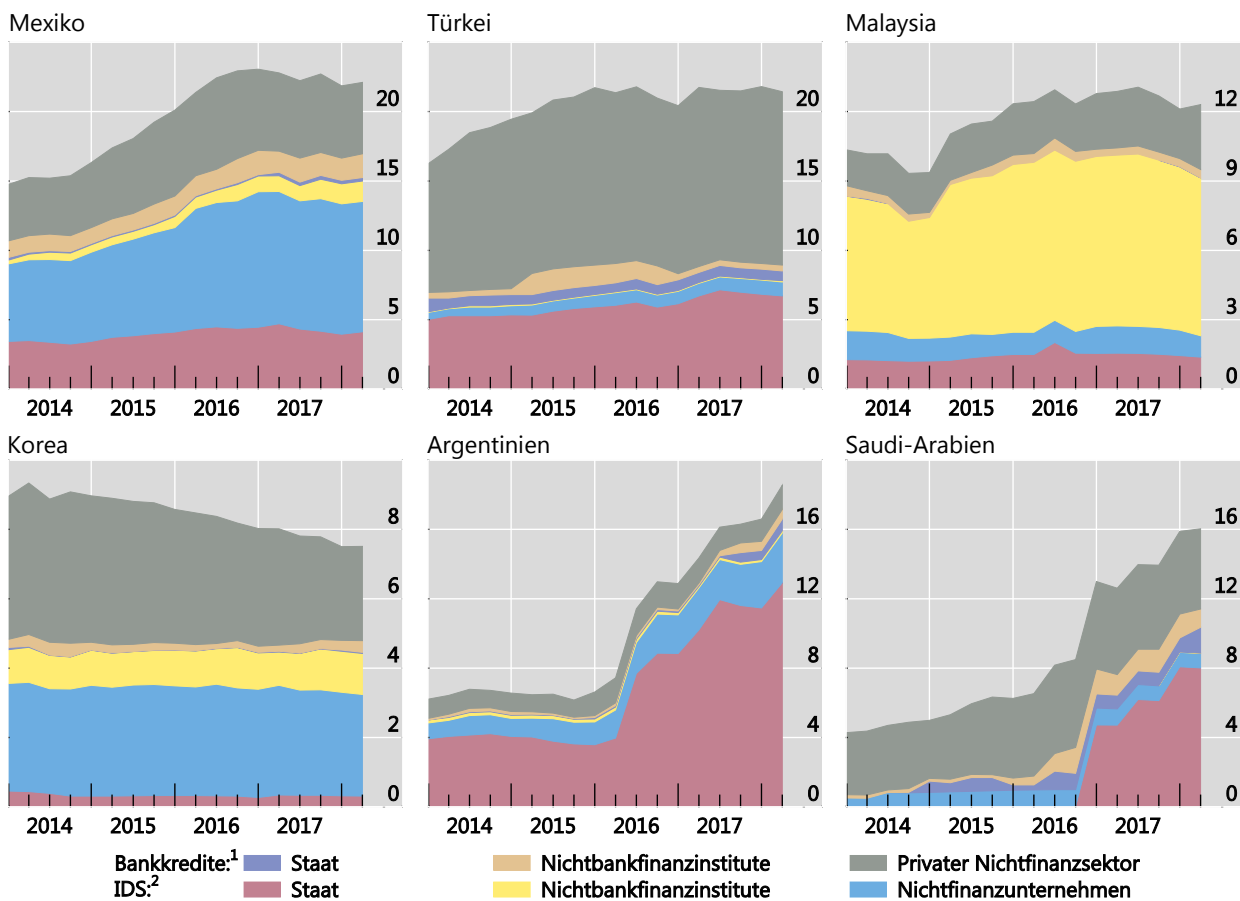 Mexiko
Türkei
Malaysia
20
15
10
5
0
2014 2015 2016 2017
20
15
10
5
0
2014 2015 2016 2017
12
9
6
3
0
2014 2015 2016 2017
Korea
Argentinien
Saudi-Arabien
8
6
4
2
0
2014 2015 2016 2017
16
12
8
4
0
2014 2015 2016 2017
16
12
8
4
0
2014 2015 2016 2017
Bankkredite:¹ Staat Nichtbankfinanzinstitute Privater Nichtfinanzsektor
IDS:² Staat Nichtbankfinanzinstitute Nichtfinanzunternehmen